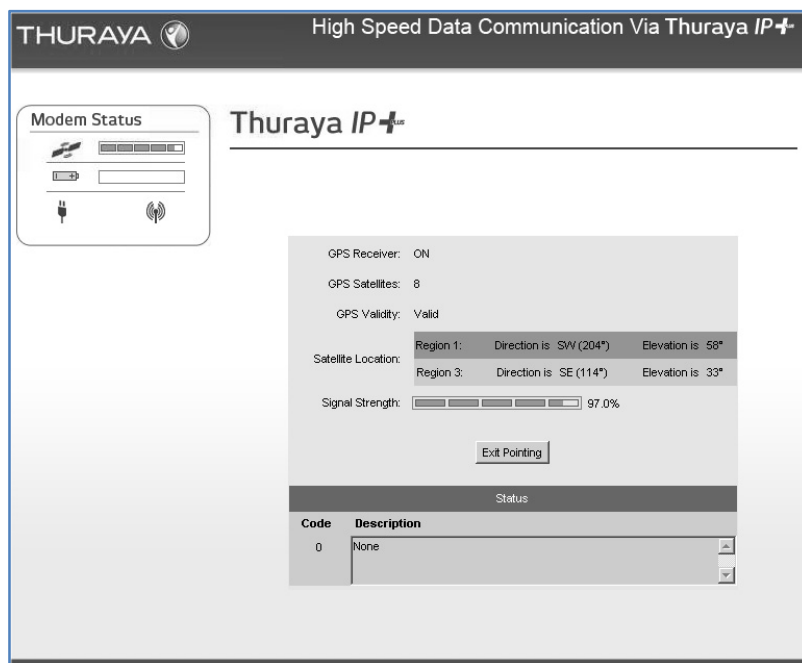 THURAYA
High Speed Data Communication Via Thuraya IP+
Modem Status
Thuraya IP+
GPS Receiver: ON
GPS Satellites: 8
GPS Validity: Valid
Satellite Location:
Region 1: Direction is SW (204°) Elevation is 58°
Region 3: Direction is SE (114°) Elevation is 33°
Signal Strength: 97.0%
Exit Pointing
Status
Code Description
0 None